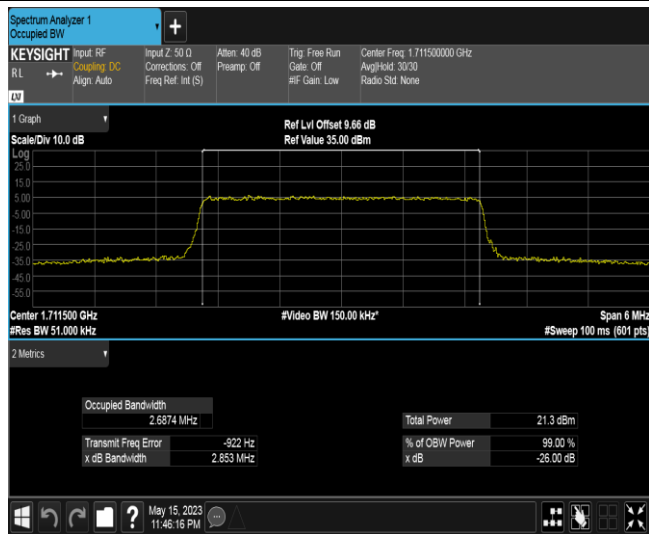 Spectrum Analyzer 1
Occupied BW
+
KEYSIGHT
RL
LXI
Input: RF
Coupling: DC
Align: Auto
Input Z: 50 Ω
Corrections: Off
Freq Ref: Int (S)
Atten: 40 dB
Preamp: Off
Trig: Free Run
Gate: Off
#IF Gain: Low
Center Freq: 1.711500000 GHz
Avg|Hold: 30/30
Radio Std: None
1 Graph
Scale/Div 10.0 dB
Ref Lvl Offset 9.66 dB
Ref Value 35.00 dBm
Log
25.0
15.0
5.00
-5.00
-15.0
-25.0
-35.0
-45.0
-55.0
Center 1.711500 GHz
#Video BW 150.00 kHz*
Span 6 MHz
#Res BW 51.000 kHz
#Sweep 100 ms (601 pts)
2 Metrics
Occupied Bandwidth
2.6874 MHz
Total Power 21.3 dBm
Transmit Freq Error -922 Hz
% of OBW Power 99.00 %
x dB Bandwidth 2.853 MHz
x dB -26.00 dB
?
May 15, 2023
11:46:16 PM